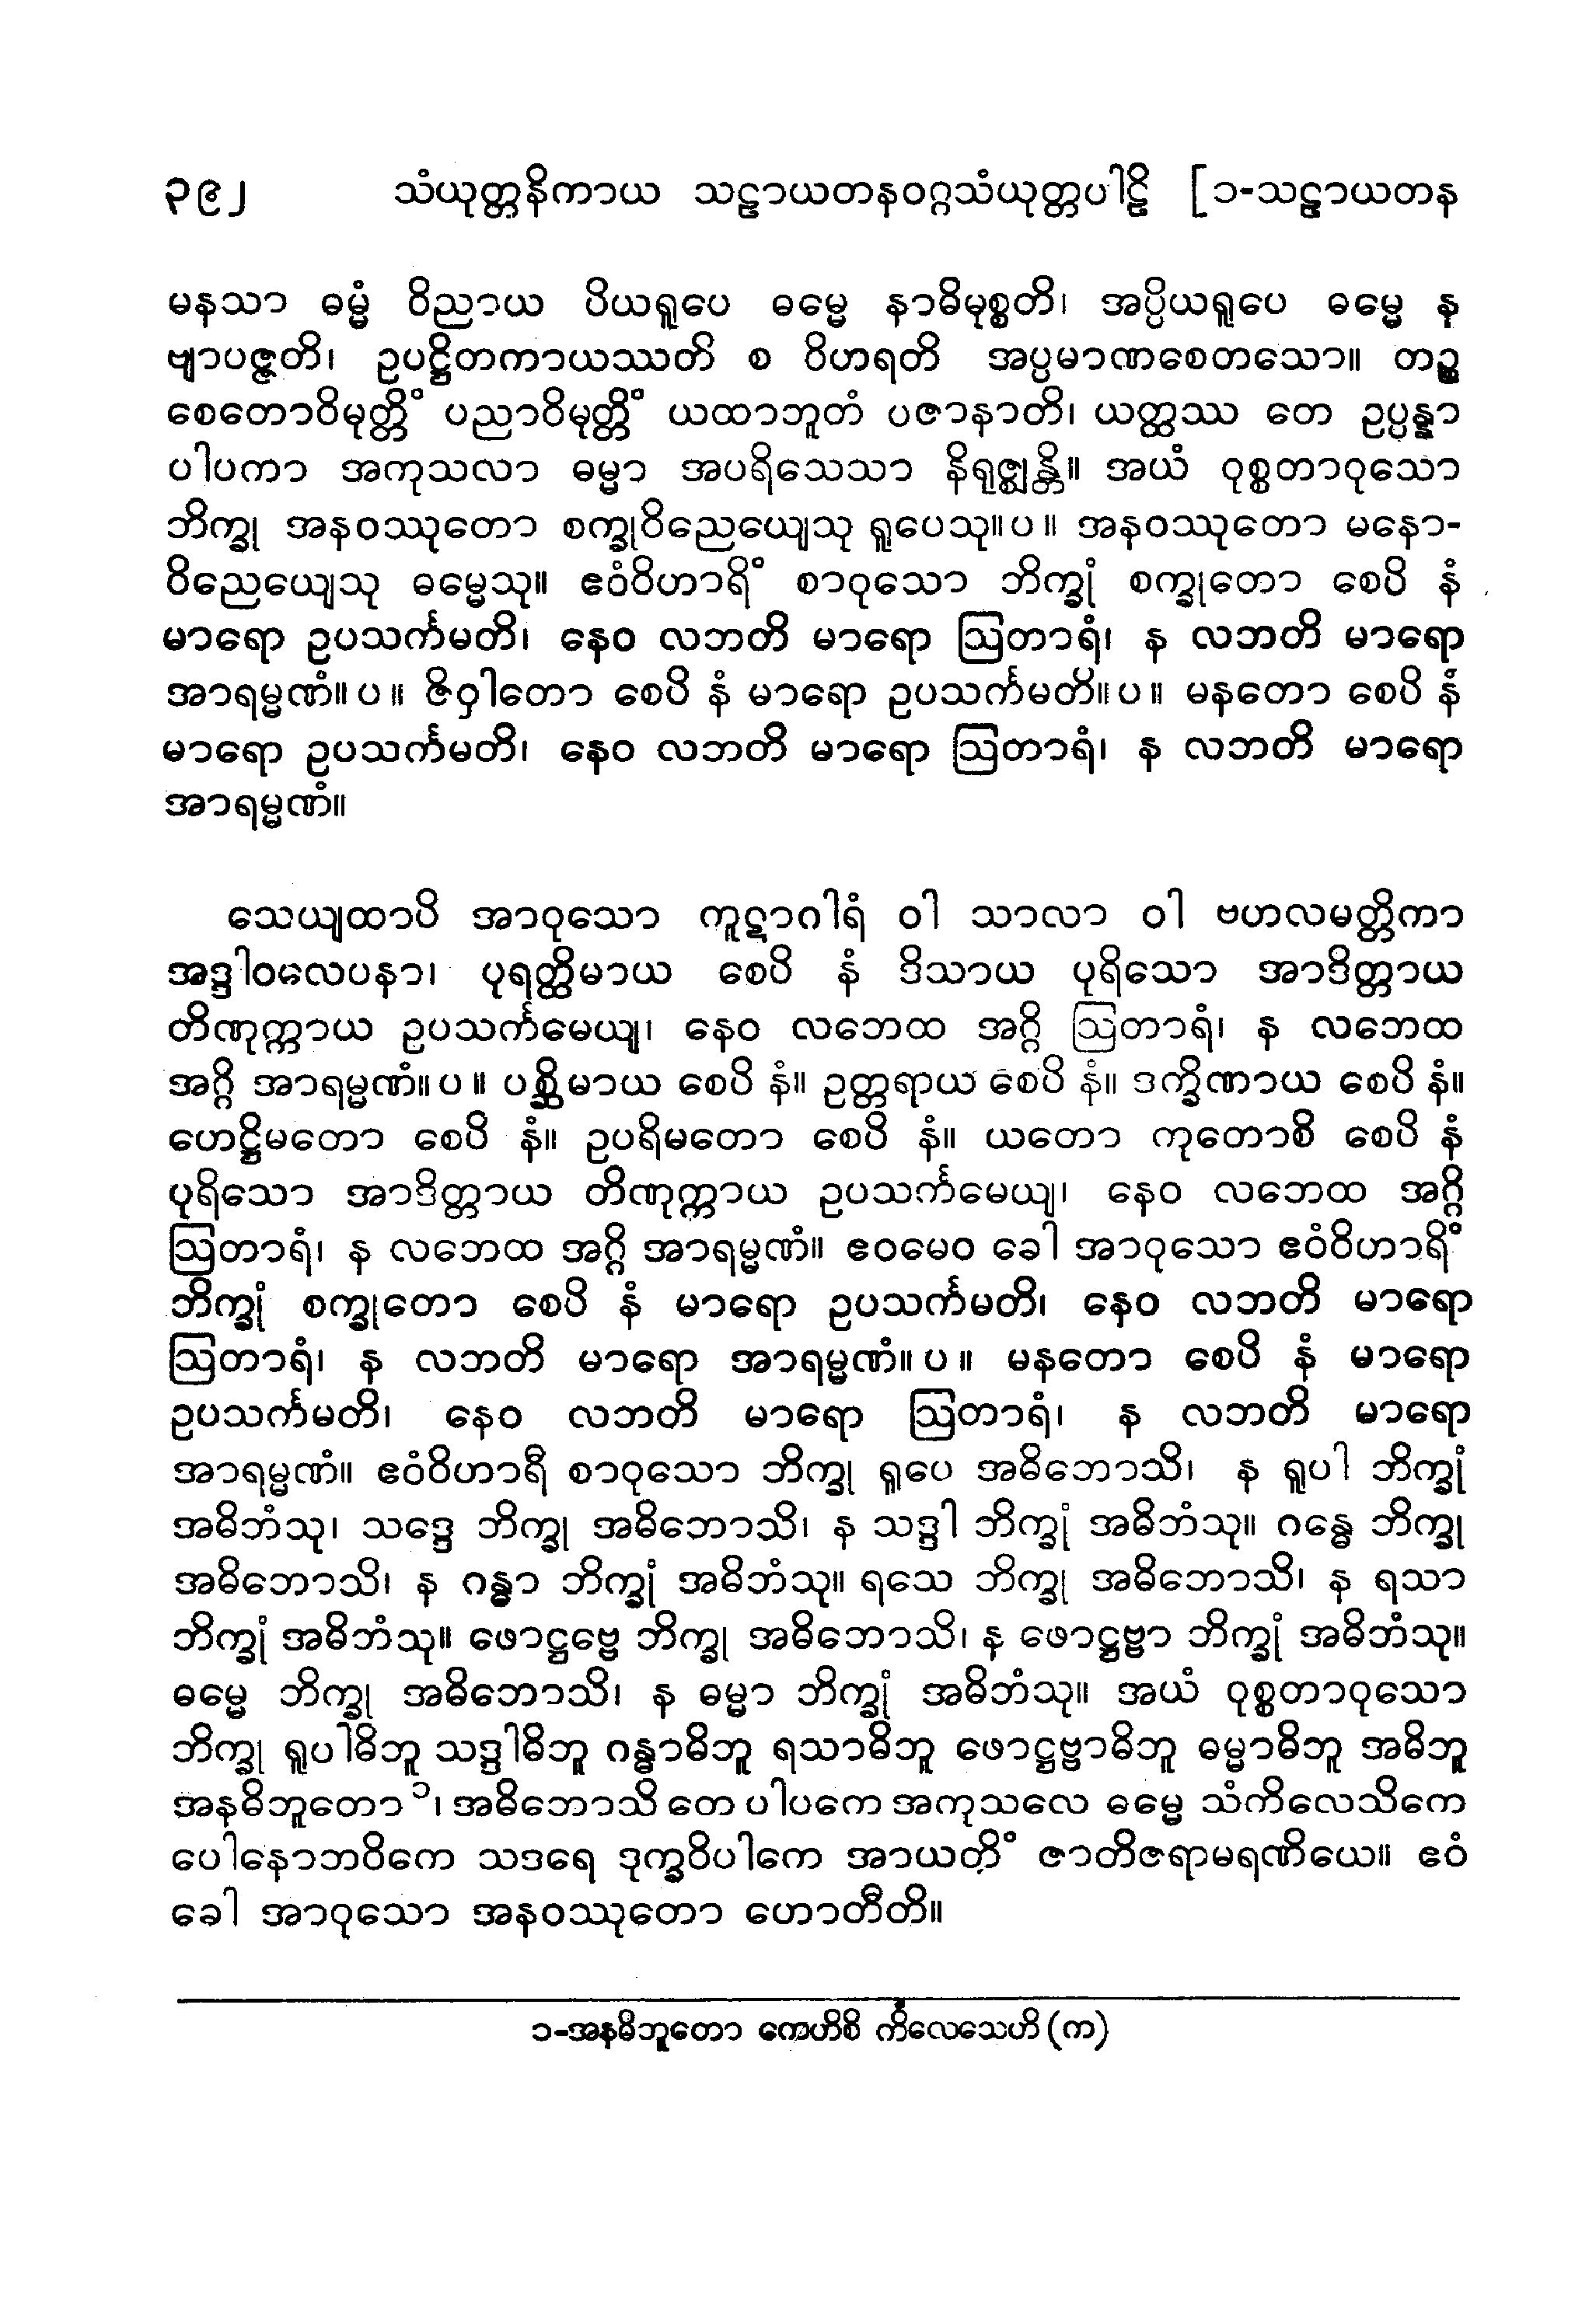 ၃၉၂ သံယုတ္တနိကာယ သဠာယတနဝဂ္ဂသံယုတ္တပါဠိ [၁-သဠာယတန
မနသာ ဓမ္မံ ဝိညာယ ပိယရူပေ ဓမ္မေ နာဓိမုစ္စတိ၊ အပ္ပိယရူပေ ဓမ္မေ န
ဗျာပဇ္ဇတိ၊ ဥပဋ္ဌိတကာယဿတိ စ ဝိဟရတိ အပ္ပမာဏစေတသော။ တဉ္စ
စေတောဝိမုတ္တိံ ပညာဝိမုတ္တိံ ယထာဘူတံ ပဇာနာတိ၊ ယတ္ထဿ တေ ဥပ္ပန္နာ
ပါပကာ အကုသလာ ဓမ္မာ အပရိသေသာ နိရုဇ္ဈန္တိ။ အယံ ဝုစ္စတာဝုသော
ဘိက္ခု အနဝဿုတော စက္ခုဝိညေယျေသု ရူပေသု။ပ။ အနဝဿုတော မနော-
ဝိညေယျေသု ဓမ္မေသု။ ဧဝံဝိဟာရိံ စာဝုသော ဘိက္ခုံ စက္ခုတော စေပိ နံ
မာရော ဥပသင်္ကမတိ၊ နေဝ လဘတိ မာရော ဩတာရံ၊ န လဘတိ မာရော
အာရမ္မဏံ။ပ။ ဇိဝှါတော စေပိ နံ မာရော ဥပသင်္ကမတိ။ပ။ မနတော စေပိ နံ
မာရော ဥပသင်္ကမတိ၊ နေဝ လဘတိ မာရော ဩတာရံ၊ န လဘတိ မာရော
အာရမ္မဏံ။
သေယျထာပိ အာဝုသော ကူဋာဂါရံ ဝါ သာလာ ဝါ ဗဟလမတ္တိကာ
အဒ္ဒါဝလေပနာ၊ ပုရတ္ထိမာယ စေပိ နံ ဒိသာယ ပုရိသော အာဒိတ္တာယ
တိဏုက္ကာယ ဥပသင်္ကမေယျ၊ နေဝ လဘေထ အဂ္ဂိ ဩတာရံ၊ န လဘေထ
အဂ္ဂိ အာရမ္မဏံ။ပ။ ပစ္ဆိမာယ စေပိ နံ။ ဥတ္တရာယ စေပိ နံ။ ဒက္ခိဏာယ စေပိ နံ။
ဟေဋ္ဌိမတော စေပိ နံ။ ဥပရိမတော စေပိ နံ။ ယတော ကုတောစိ စေပိ နံ
ပုရိသော အာဒိတ္တာယ တိဏုက္ကာယ ဥပသင်္ကမေယျ၊ နေဝ လဘေထ အဂ္ဂိ
ဩတာရံ၊ န လဘေထ အဂ္ဂိ အာရမ္မဏံ။ ဧဝမေဝ ခေါ အာဝုသော ဧဝံဝိဟာရိံ
ဘိက္ခုံ စက္ခုတော စေပိ နံ မာရော ဥပသင်္ကမတိ၊ နေဝ လဘတိ မာရော
ဩတာရံ၊ န လဘတိ မာရော အာရမ္မဏံ။ပ။ မနတော စေပိ နံ မာရော
ဥပသင်္ကမတိ၊ နေဝ လဘတိ မာရော ဩတာရံ၊ န လဘတိ မာရော
အာရမ္မဏံ။ ဧဝံဝိဟာရီ စာဝုသော ဘိက္ခု ရူပေ အဓိဘောသိ၊ န ရူပါ ဘိက္ခုံ
အဓိဘံသု၊ သဒ္ဒေ ဘိက္ခု အဓိဘောသိ၊ န သဒ္ဒါ ဘိက္ခုံ အဓိဘံသု။ ဂန္ဓေ ဘိက္ခု
အဓိဘောသိ၊ န ဂန္ဓာ ဘိက္ခုံ အဓိဘံသု။ ရသေ ဘိက္ခု အဓိဘောသိ၊ န ရသာ
ဘိက္ခုံ အဓိဘံသု။ ဖောဋ္ဌဗ္ဗေ ဘိက္ခု အဓိဘောသိ၊ န ဖောဋ္ဌဗ္ဗာ ဘိက္ခုံ အဓိဘံသု။
ဓမ္မေ ဘိက္ခု အဓိဘောသိ၊ န ဓမ္မာ ဘိက္ခုံ အဓိဘံသု။ အယံ ဝုစ္စတာဝုသော
ဘိက္ခု ရူပါဓိဘူ သဒ္ဒါဓိဘူ ဂန္ဓာဓိဘူ ရသာဓိဘူ ဖောဋ္ဌဗ္ဗာဓိဘူ ဓမ္မာဓိဘူ အဓိဘူ
အနဓိဘူတော ၁၊ အဓိဘောသိ တေ ပါပကေ အကုသလေ ဓမ္မေ သံကိလေသိကေ
ပေါနောဘဝိကေ သဒရေ ဒုက္ခဝိပါကေ အာယတိံ ဇာတိဇရာမရဏိယေ။ ဧဝံ
ခေါ အာဝုသော အနဝဿုတော ဟောတီတိ။
၁-အနဓိဘူတော ကေဟိစိ ကိလေသေဟိ (က)